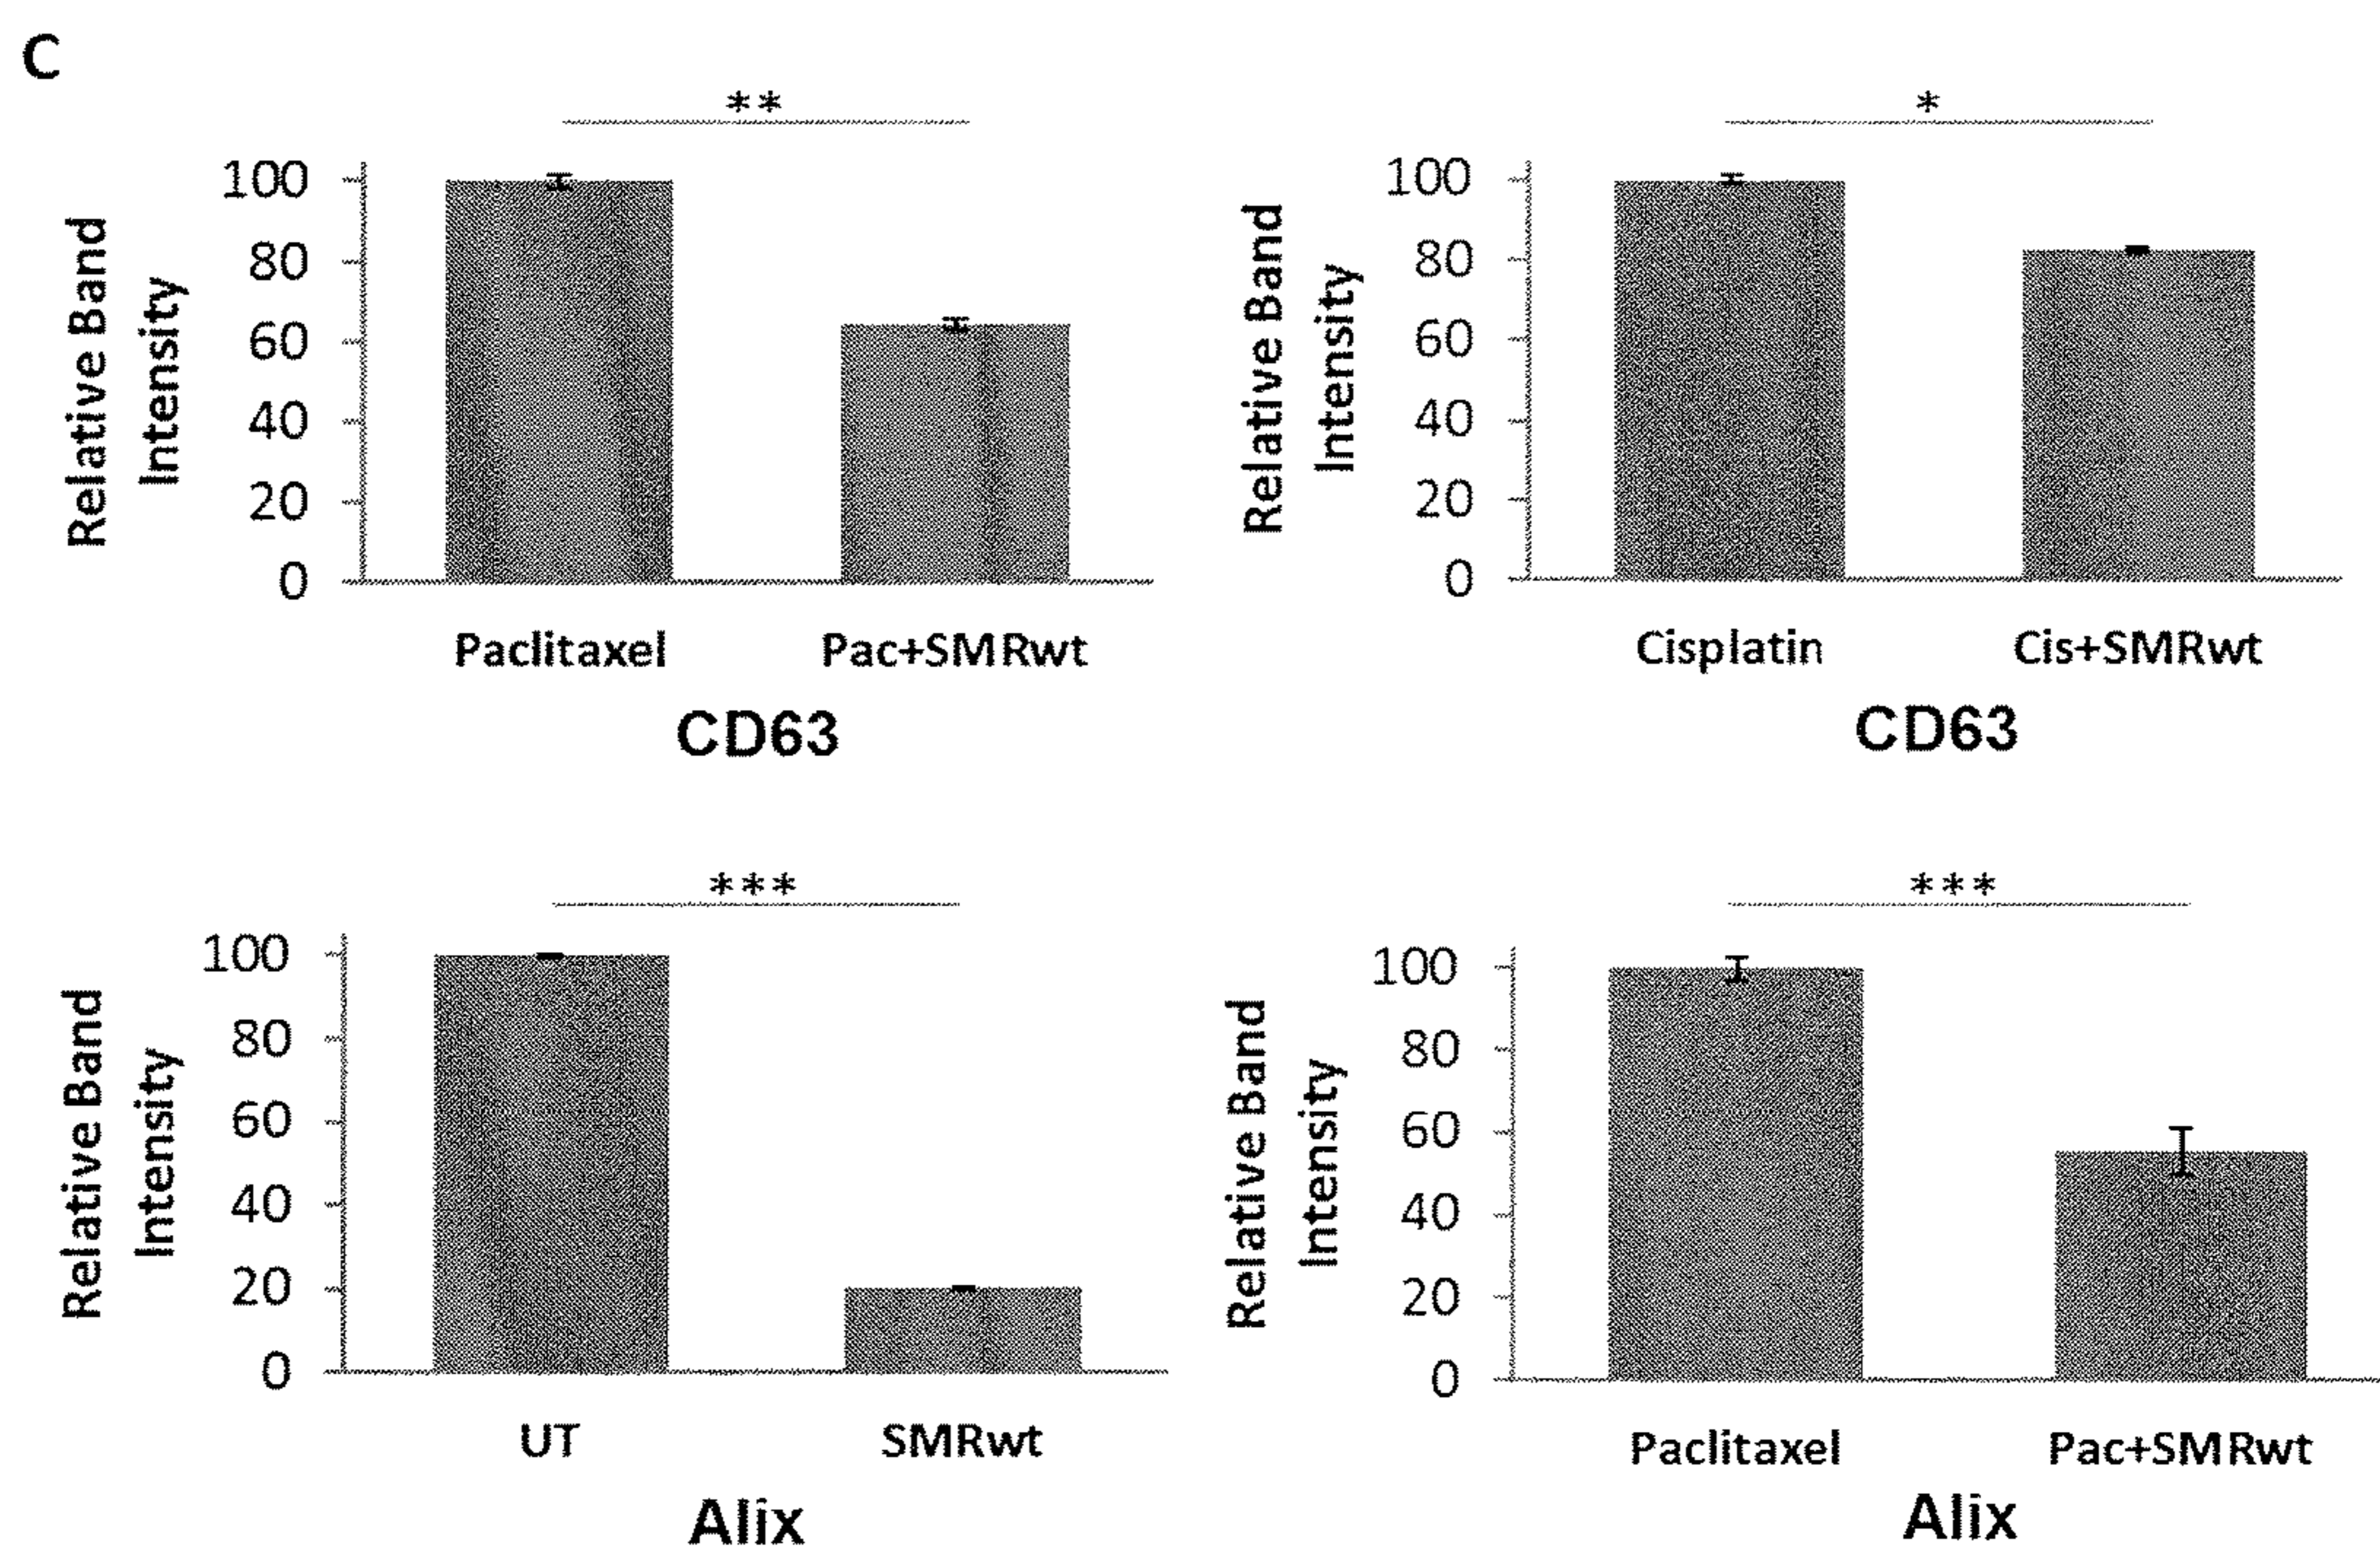 C
**
Relative Band
Intensity
100
80
60
40
20
0
Paclitaxel
Pac+SMRwt
CD63
*
Relative Band
Intensity
100
80
60
40
20
0
Cisplatin
Cis+SMRwt
CD63
***
Relative Band
Intensity
100
80
60
40
20
0
UT
SMRwt
Alix
***
Relative Band
Intensity
100
80
60
40
20
0
Paclitaxel
Pac+SMRwt
Alix